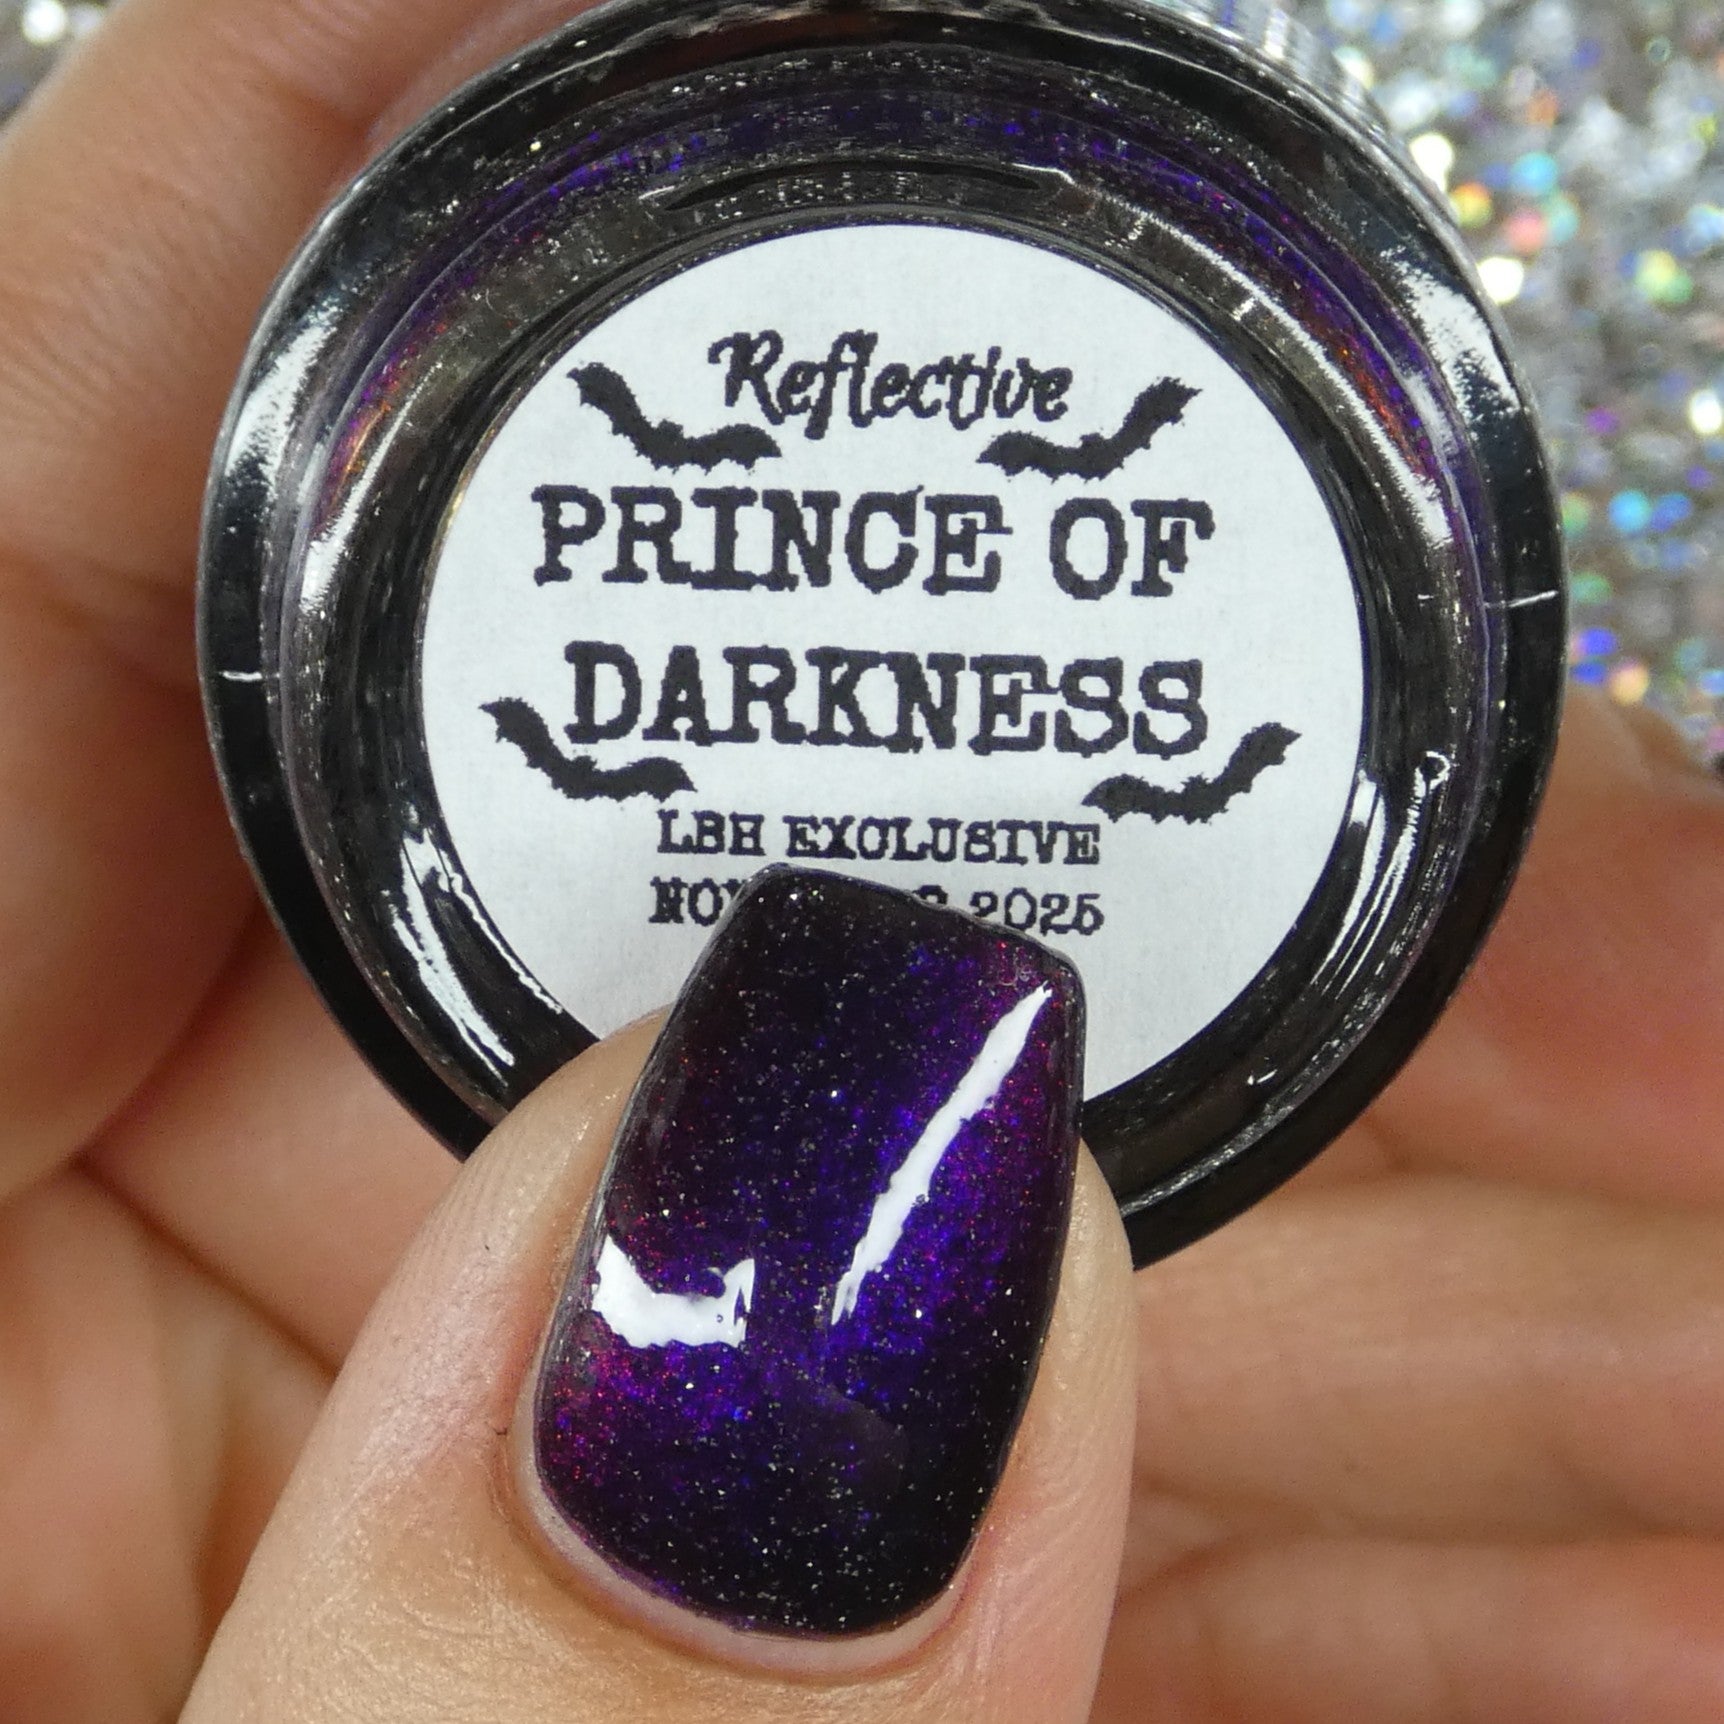 Reflective
PRINCE OF
DARKNESS
LBH EXCLUSIVE
2025